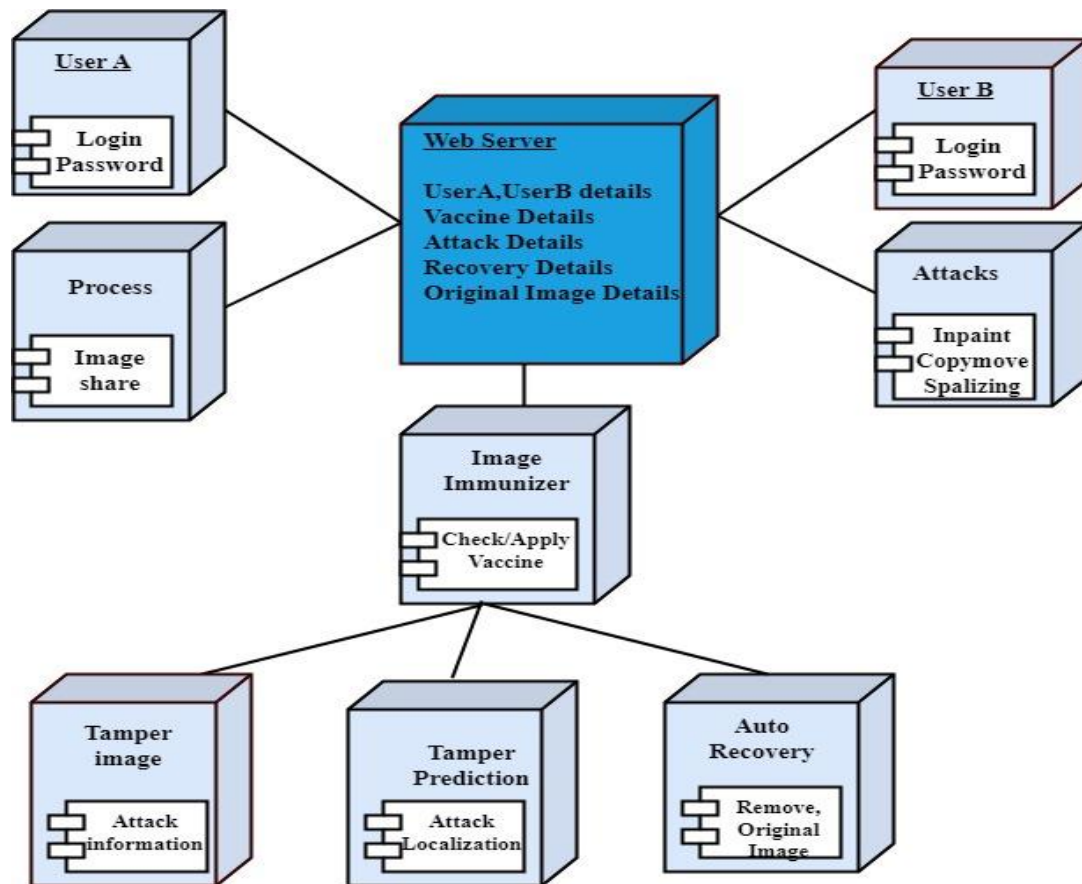 User A
Login
Password
Web Server
UserA,UserB details
Vaccine Details
Attack Details
Recovery Details
Original Image Details
User B
Login
Password
Process
Image
share
Attacks
Inpaint
Copymove
Spalizing
Image
Immunizer
Check/Apply
Vaccine
Tamper
image
Attack
information
Tamper
Prediction
Attack
Localization
Auto
Recovery
Remove,
Original
Image